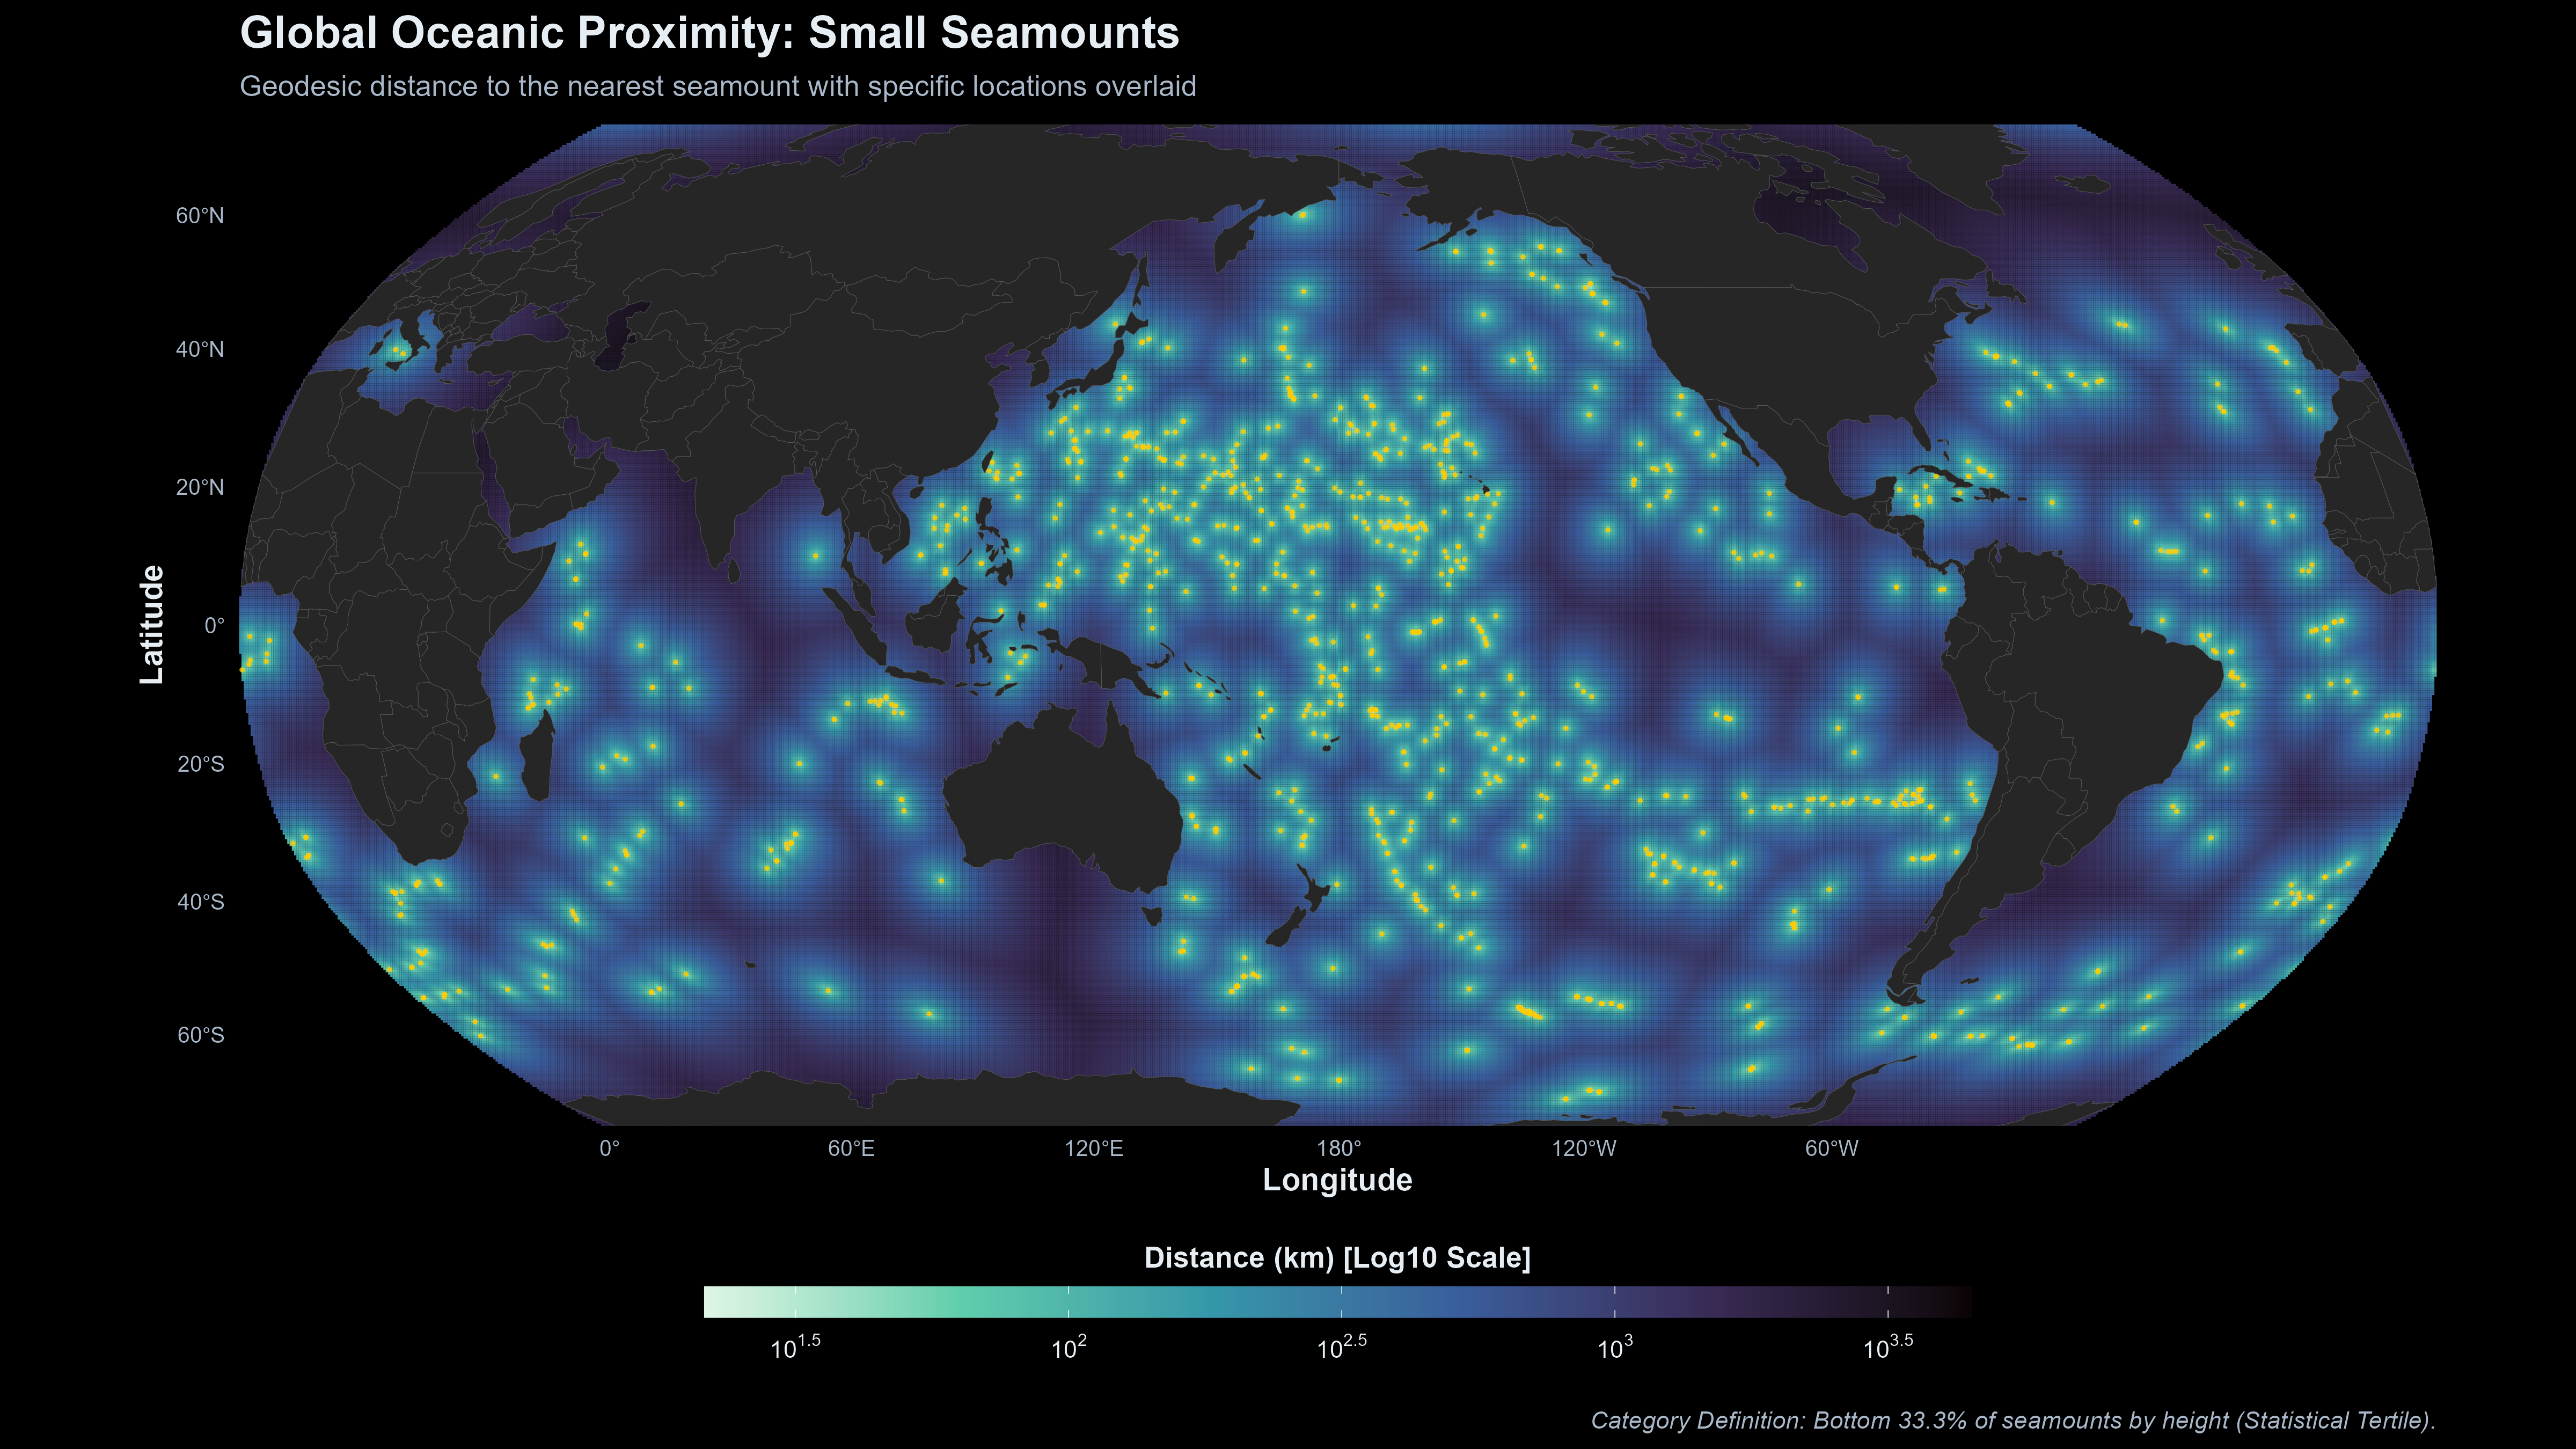 Global Oceanic Proximity: Small Seamounts
Geodesic distance to the nearest seamount with specific locations overlaid
60°N
40°N
20°N
0°
20°S
40°S
60°S
Latitude
0° 60°E 120°E 180° 120°W 60°W
Longitude
Distance (km) [Log10 Scale]
10^1.5 10^2 10^2.5 10^3 10^3.5
Category Definition: Bottom 33.3% of seamounts by height (Statistical Tertile).